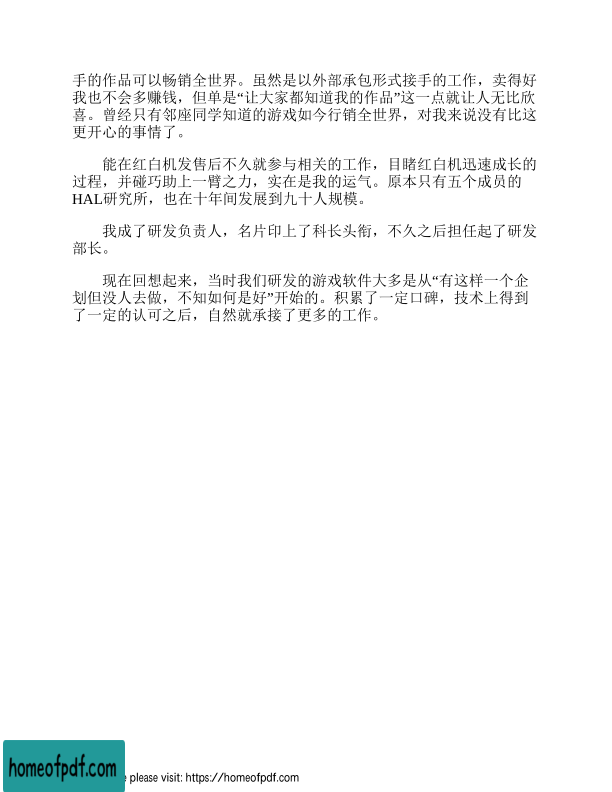 手的作品可以畅销全世界。虽然是以外部承包形式接手的工作，卖得好
我也不会多赚钱，但单是“让大家都知道我的作品”这一点就让人无比欣
喜。曾经只有邻座同学知道的游戏如今行销全世界，对我来说没有比这
更开心的事情了。
能在红白机发售后不久就参与相关的工作，目睹红白机迅速成长的
过程，并碰巧助上一臂之力，实在是我的运气。原本只有五个成员的
HAL研究所，也在十年间发展到九十人规模。
我成了研发负责人，名片印上了科长头衔，不久之后担任起了研发
部长。
现在回想起来，当时我们研发的游戏软件大多是从“有这样一个企
划但没人去做，不知如何是好”开始的。积累了一定口碑，技术上得到
了一定的认可之后，自然就承接了更多的工作。
homeofpdf.com
please visit: https://homeofpdf.com